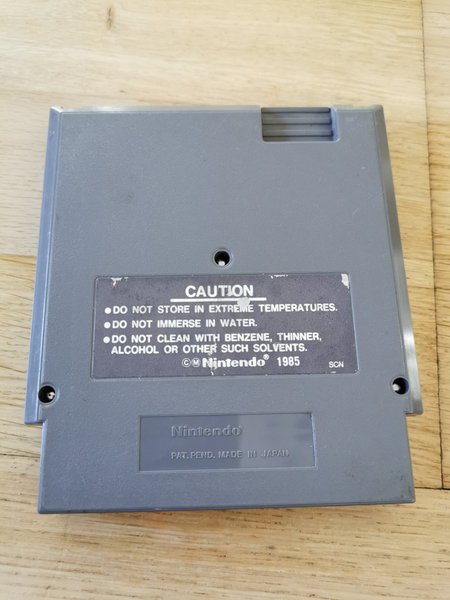 CAUTION
●DO NOT STORE IN EXTREME TEMPERATURES.
●DO NOT IMMERSE IN WATER.
●DO NOT CLEAN WITH BENZENE, THINNER,
ALCOHOL OR OTHER SUCH SOLVENTS.
©Ⓜ Nintendo® 1985 SCN
Nintendo®
PAT. PEND. MADE IN JAPAN